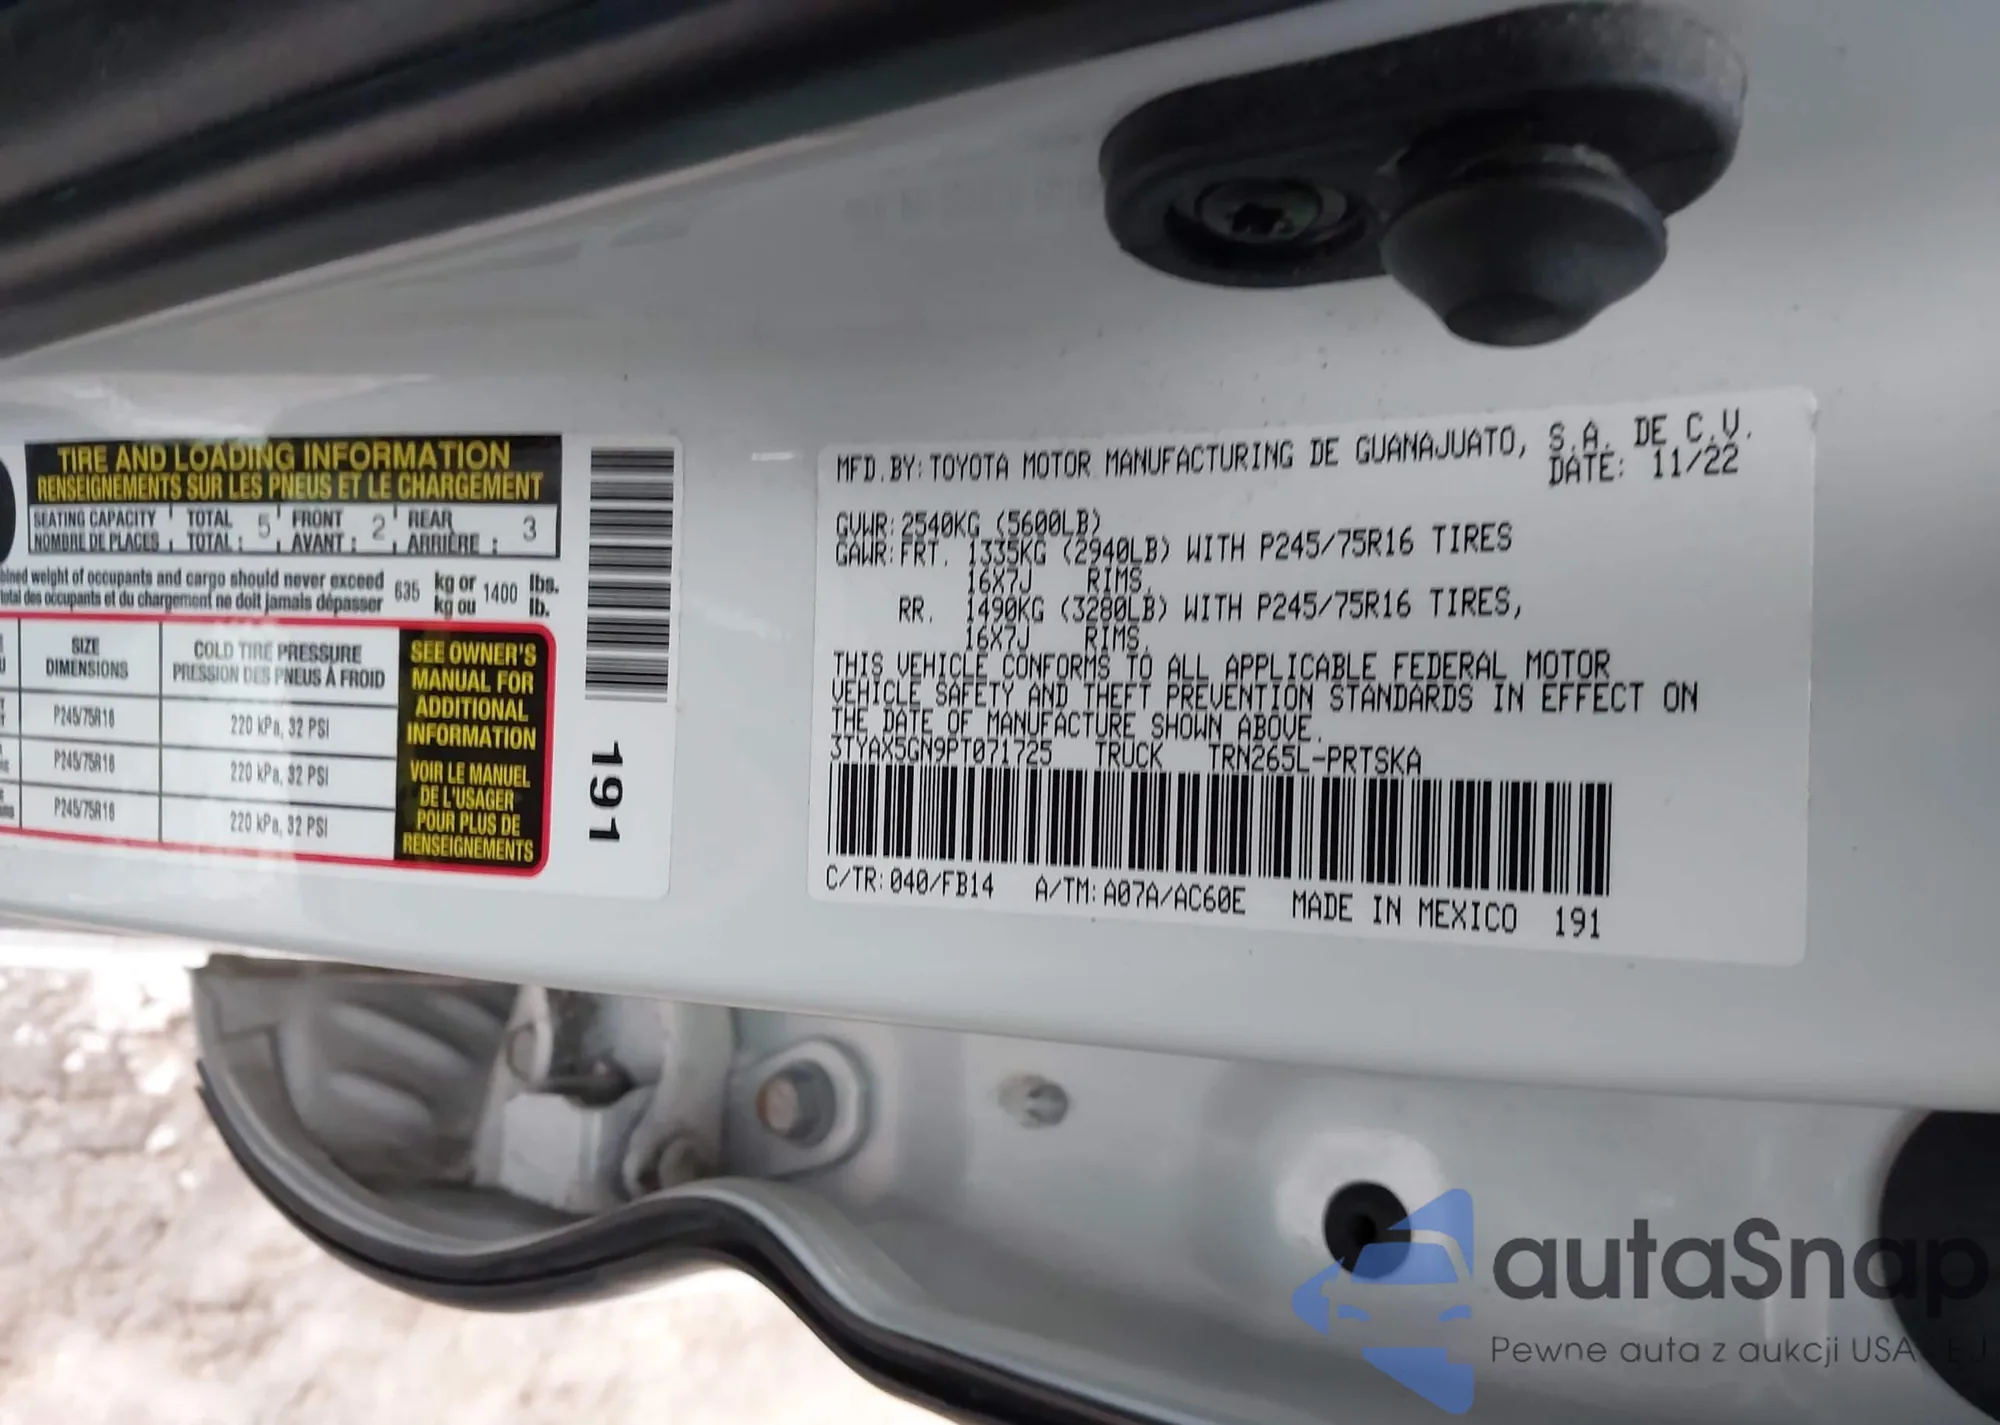 TIRE AND LOADING INFORMATION
RENSEIGNEMENTS SUR LES PNEUS ET LE CHARGEMENT
SEATING CAPACITY TOTAL 5 FRONT 2 REAR 3
NOMBRE DE PLACES TOTAL : AVANT : ARRIÈRE :
weight of occupants and cargo should never exceed 635 kg or 1400 lbs.
total des occupants et du chargement ne doit jamais dépasser kg ou lb.
SIZE COLD TIRE PRESSURE
DIMENSIONS PRESSION DES PNEUS À FROID
P245/75R16 220 kPa, 32 PSI
P245/75R16 220 kPa, 32 PSI
P245/75R16 220 kPa, 32 PSI
SEE OWNER'S
MANUAL FOR
ADDITIONAL
INFORMATION
VOIR LE MANUEL
DE L'USAGER
POUR PLUS DE
RENSEIGNEMENTS
191
MFD.BY:TOYOTA MOTOR MANUFACTURING DE GUANAJUATO, S.A. DE C.V.
DATE: 11/22
GVWR:2540KG (5600LB)
GAWR:FRT. 1335KG (2940LB) WITH P245/75R16 TIRES
16X7J RIMS,
RR. 1490KG (3280LB) WITH P245/75R16 TIRES,
16X7J RIMS.
THIS VEHICLE CONFORMS TO ALL APPLICABLE FEDERAL MOTOR
VEHICLE SAFETY AND THEFT PREVENTION STANDARDS IN EFFECT ON
THE DATE OF MANUFACTURE SHOWN ABOVE.
3TYAX5GN9PT071725 TRUCK TRN265L-PRTSKA
C/TR:040/FB14 A/TM:A07A/AC60E MADE IN MEXICO 191
autaSnap
Pewne auta z aukcji USA